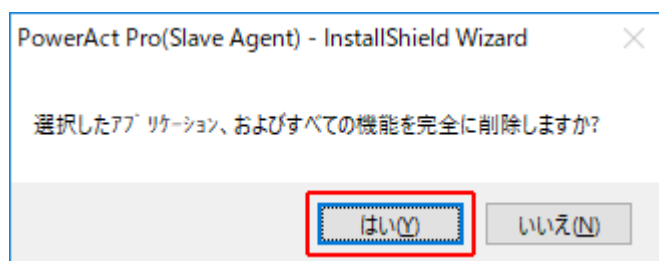 PowerAct Pro(Slave Agent) - InstallShield Wizard
選択したｱﾌﾟﾘｹｰｼｮﾝ、およびすべての機能を完全に削除しますか?
はい(Y)
いいえ(N)